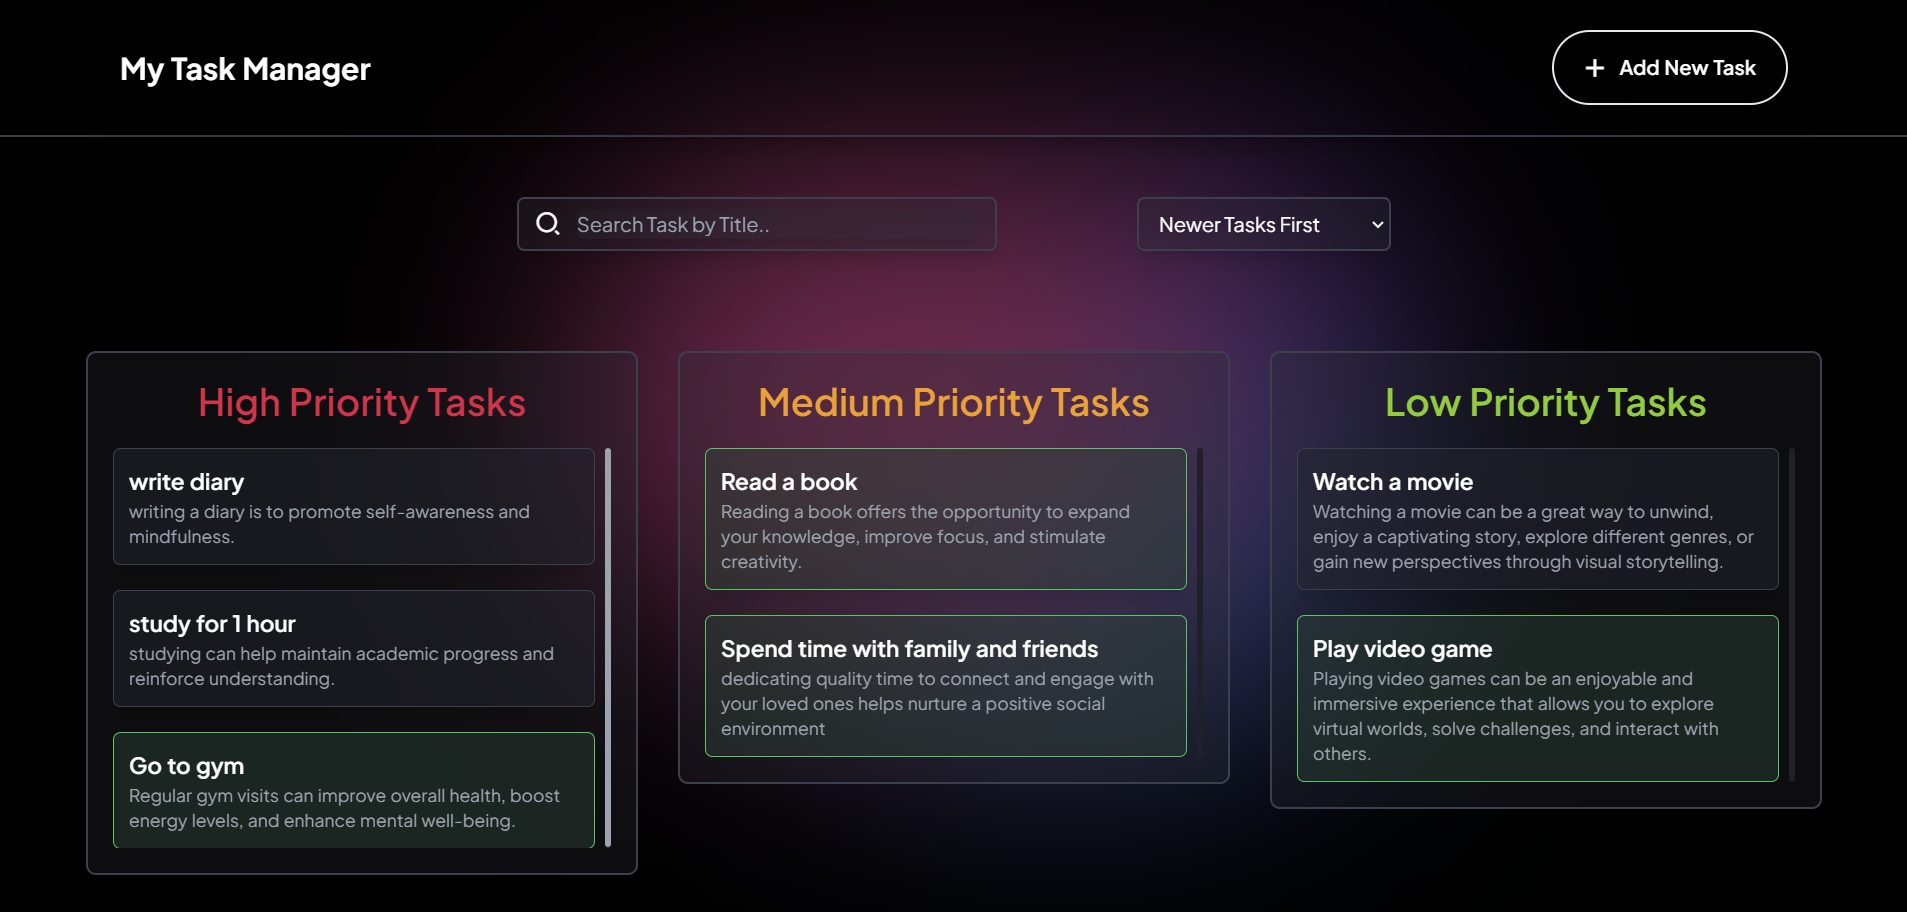 My Task Manager
Add New Task
Search Task by Title..
Newer Tasks First
High Priority Tasks
write diary
writing a diary is to promote self-awareness and
mindfulness.
study for 1 hour
studying can help maintain academic progress and
reinforce understanding.
Go to gym
Regular gym visits can improve overall health, boost
energy levels, and enhance mental well-being.
Medium Priority Tasks
Read a book
Reading a book offers the opportunity to expand
your knowledge, improve focus, and stimulate
creativity.
Spend time with family and friends
dedicating quality time to connect and engage with
your loved ones helps nurture a positive social
environment
Low Priority Tasks
Watch a movie
Watching a movie can be a great way to unwind,
enjoy a captivating story, explore different genres, or
gain new perspectives through visual storytelling.
Play video game
Playing video games can be an enjoyable and
immersive experience that allows you to explore
virtual worlds, solve challenges, and interact with
others.